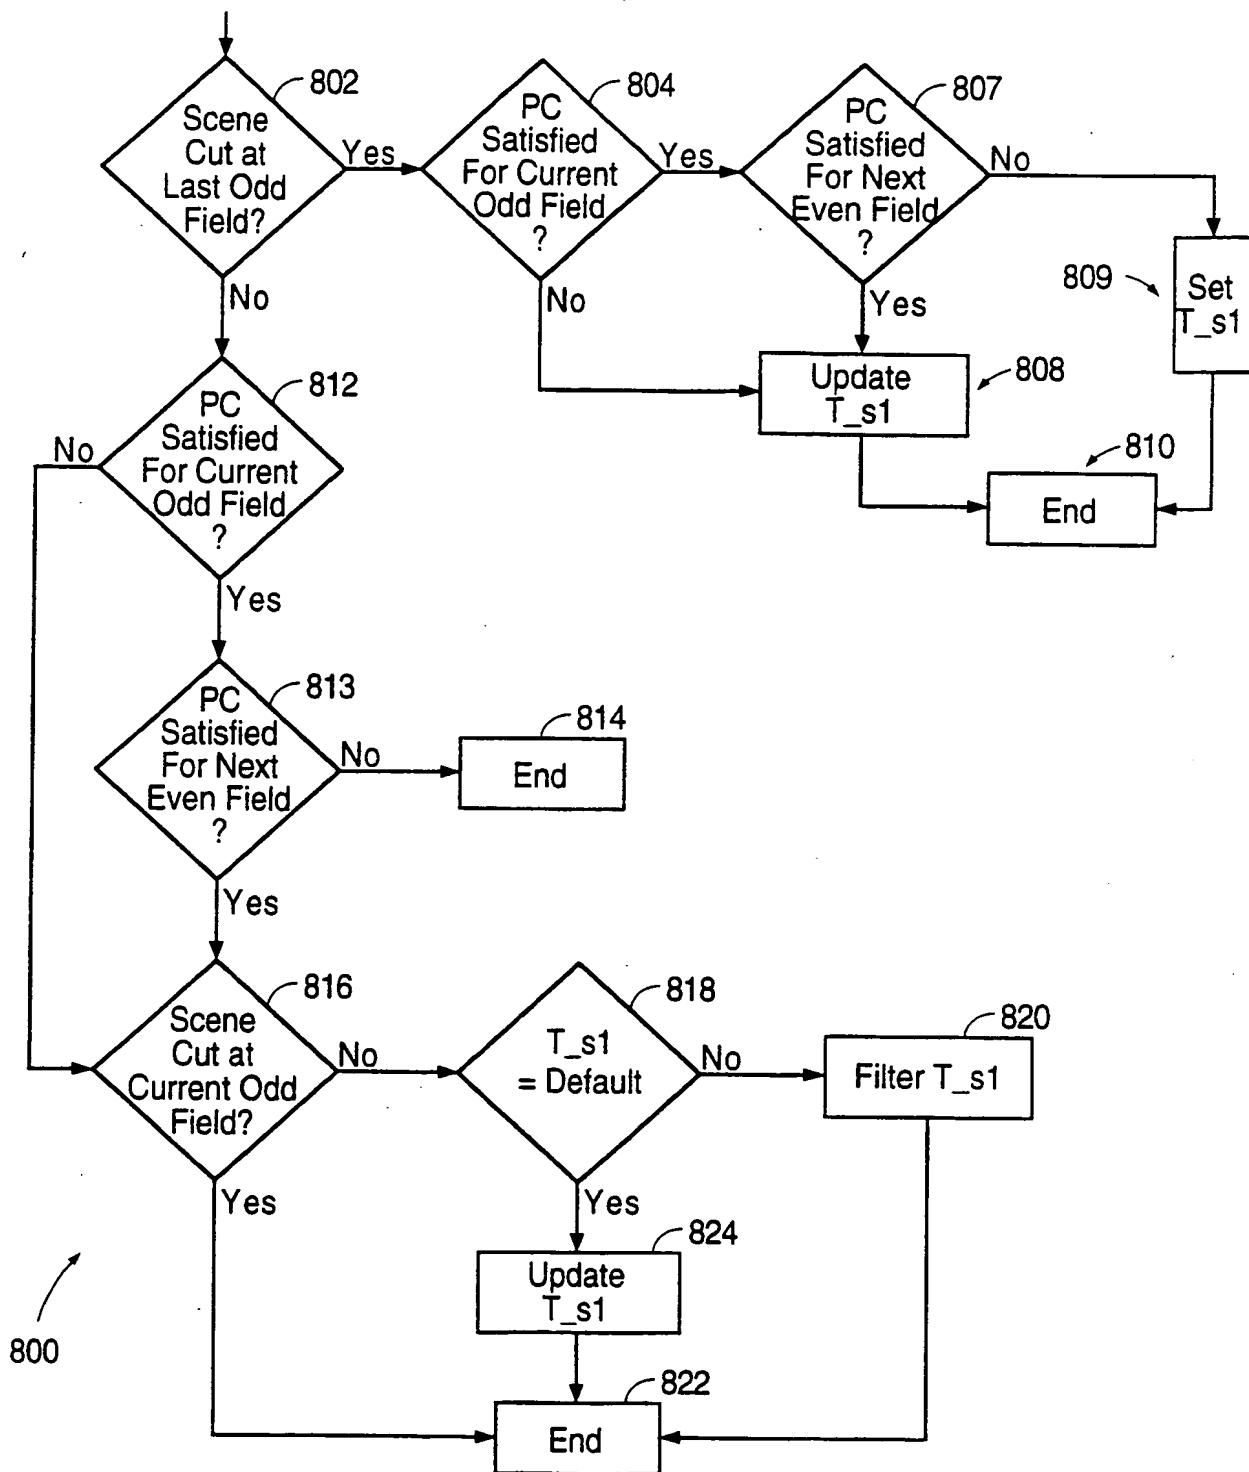 802
Scene
Cut at
Last Odd
Field?
Yes
No
804
PC
Satisfied
For Current
Odd Field
?
Yes
No
807
PC
Satisfied
For Next
Even Field
?
No
Yes
809
Set
T_s1
Update
T_s1
808
810
End
812
PC
Satisfied
For Current
Odd Field
?
No
Yes
813
PC
Satisfied
For Next
Even Field
?
No
Yes
814
End
816
Scene
Cut at
Current Odd
Field?
No
Yes
818
T_s1
= Default
No
Yes
820
Filter T_s1
824
Update
T_s1
822
End
800